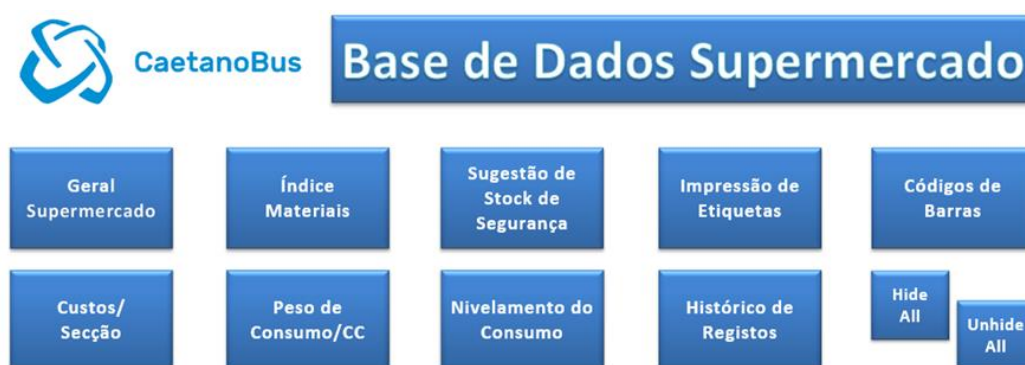 CaetanoBus
Base de Dados Supermercado
Geral
Supermercado
Índice
Materiais
Sugestão de
Stock de
Segurança
Impressão de
Etiquetas
Códigos de
Barras
Custos/
Secção
Peso de
Consumo/CC
Nivelamento do
Consumo
Histórico de
Registos
Hide
All
Unhide
All